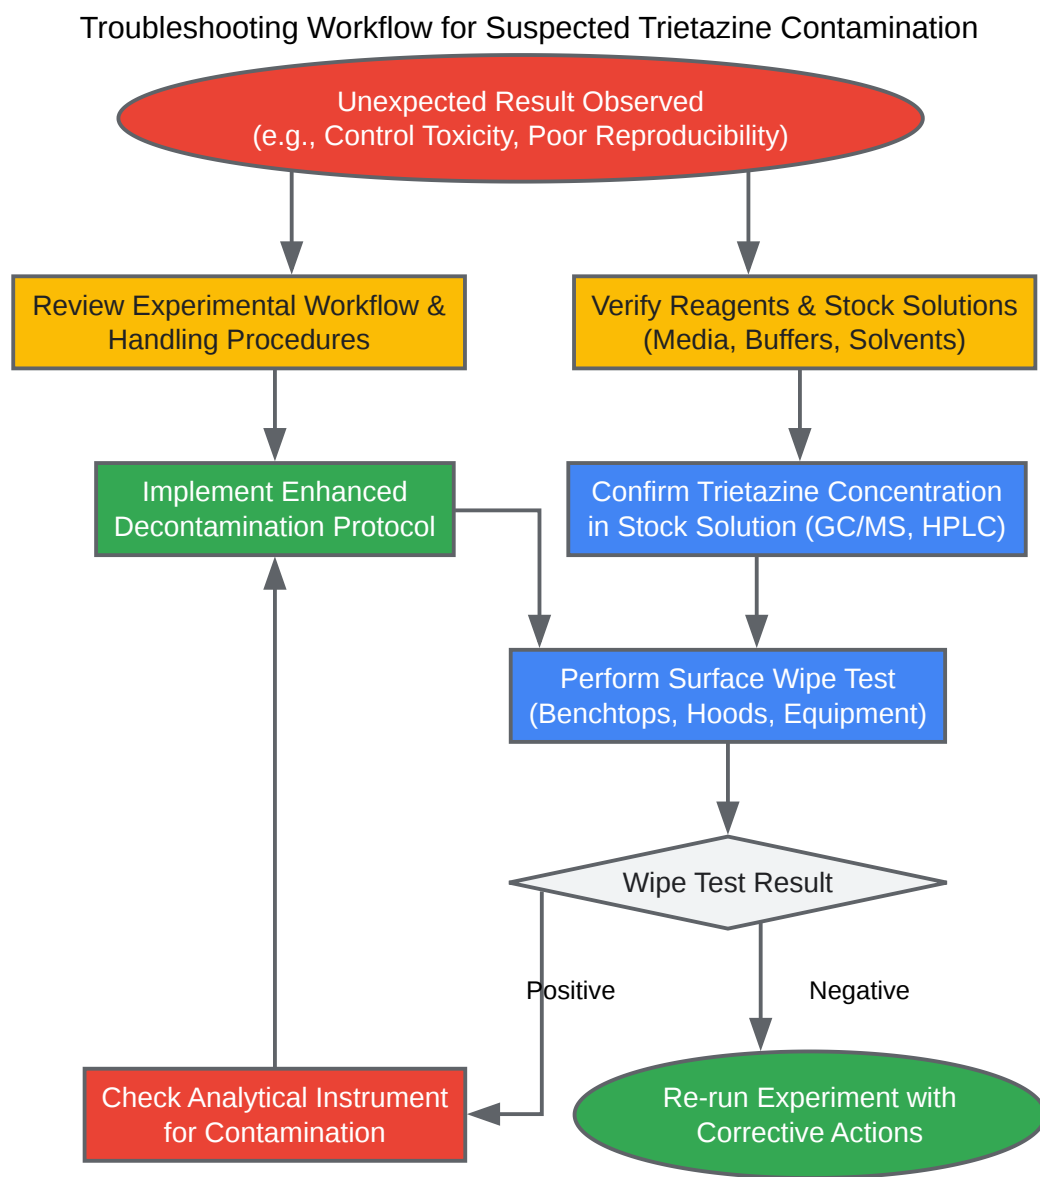 Troubleshooting Workflow for Suspected Trietazine Contamination
Unexpected Result Observed
(e.g., Control Toxicity, Poor Reproducibility)
Review Experimental Workflow &
Handling Procedures
Verify Reagents & Stock Solutions
(Media, Buffers, Solvents)
Implement Enhanced
Decontamination Protocol
Confirm Trietazine Concentration
in Stock Solution (GC/MS, HPLC)
Perform Surface Wipe Test
(Benchtops, Hoods, Equipment)
Wipe Test Result
Positive
Negative
Check Analytical Instrument
for Contamination
Re-run Experiment with
Corrective Actions